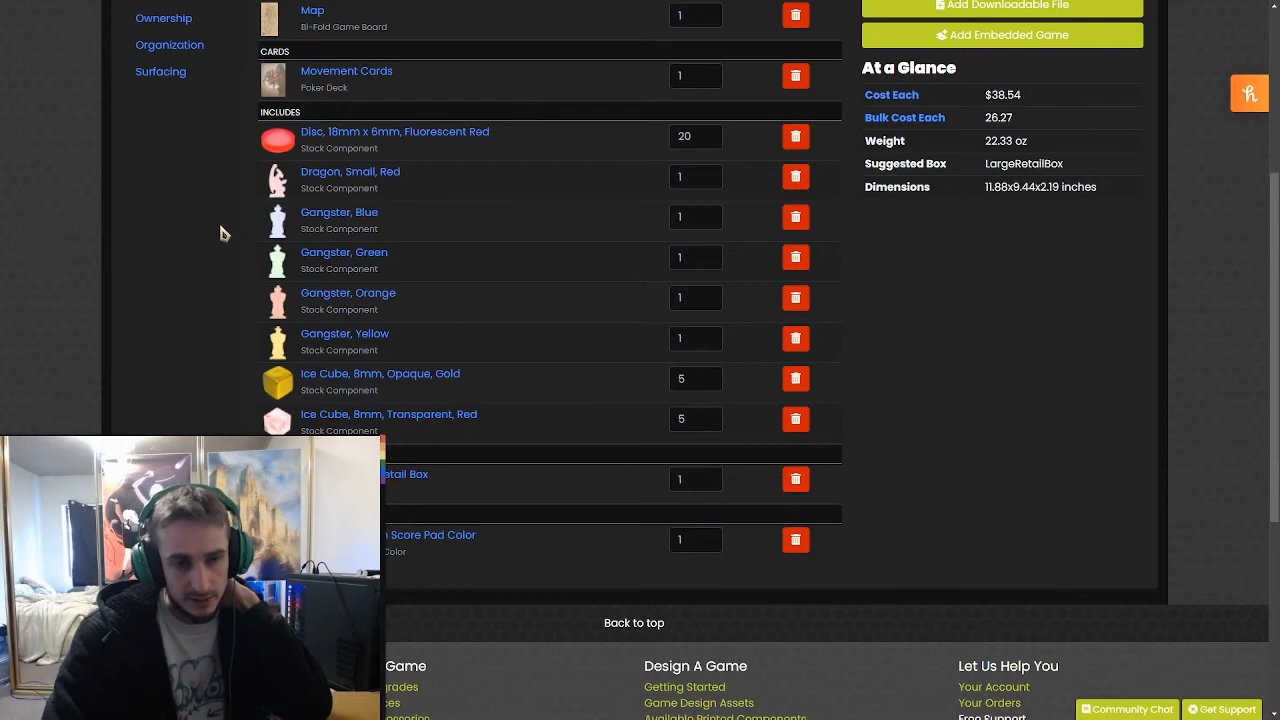 Ownership
Organization
Surfacing
Map
Bi-Fold Game Board
1
CARDS
Movement Cards
Poker Deck
1
INCLUDES
Disc, 18mm x 6mm, Fluorescent Red
Stock Component
20
Dragon, Small, Red
Stock Component
1
Gangster, Blue
Stock Component
1
Gangster, Green
Stock Component
1
Gangster, Orange
Stock Component
1
Gangster, Yellow
Stock Component
1
Ice Cube, 8mm, Opaque, Gold
Stock Component
5
Ice Cube, 8mm, Transparent, Red
Stock Component
5
etail Box
1
Score Pad Color
Color
1
Add Downloadable File
Add Embedded Game
At a Glance
Cost Each $38.54
Bulk Cost Each 26.27
Weight 22.33 oz
Suggested Box LargeRetailBox
Dimensions 11.88x9.44x2.19 inches
Back to top
Game
grades
ces
Design A Game
Getting Started
Game Design Assets
Available Printed Components
Let Us Help You
Your Account
Your Orders
Free Support
Community Chat
Get Support